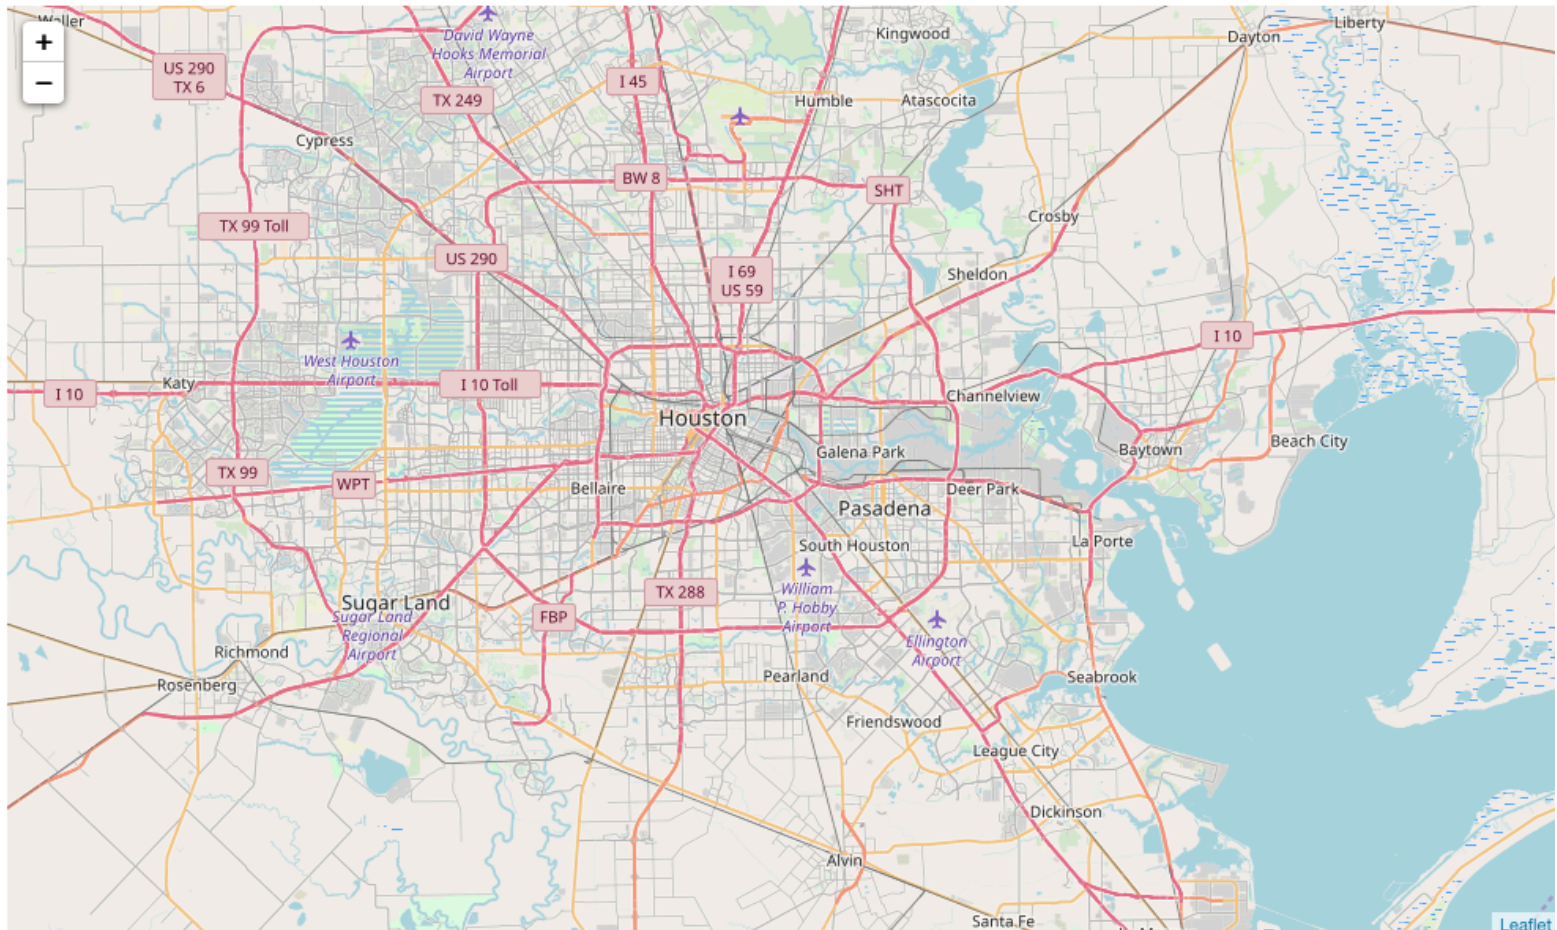 Waller
+
−
US 290
TX 6
David Wayne
Hooks Memorial
Airport
TX 249
I 45
Kingwood
Humble
Atascocita
Dayton
Liberty
Cypress
BW 8
SHT
TX 99 Toll
US 290
I 69
US 59
Crosby
Sheldon
West Houston
Airport
I 10
Katy
I 10
I 10 Toll
Houston
Channelview
Galena Park
Baytown
Beach City
TX 99
WPT
Bellaire
Deer Park
Pasadena
South Houston
La Porte
William
P. Hobby
Airport
TX 288
Sugar Land
Sugar Land
Regional
Airport
FBP
Ellington
Airport
Richmond
Rosenberg
Pearland
Seabrook
Friendswood
League City
Dickinson
Alvin
Santa Fe
Leaflet